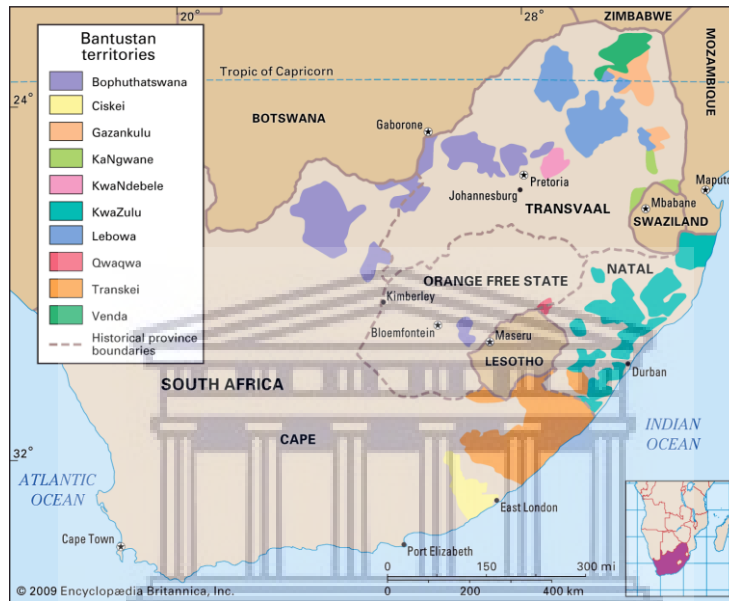 20°
28°
ZIMBABWE
MOZAMBIQUE
Bantustan
territories
Bophuthatswana
Ciskei
Gazankulu
KaNgwane
KwaNdebele
KwaZulu
Lebowa
Qwaqwa
Transkei
Venda
Historical province
boundaries
Tropic of Capricorn
24°
BOTSWANA
Gaborone
Pretoria
Johannesburg
TRANSVAAL
Maputo
Mbabane
SWAZILAND
ORANGE FREE STATE
NATAL
Kimberley
Bloemfontein
Maseru
LESOTHO
Durban
SOUTH AFRICA
CAPE
INDIAN
OCEAN
32°
ATLANTIC
OCEAN
East London
Cape Town
Port Elizabeth
0 150 300 mi
0 200 400 km
© 2009 Encyclopædia Britannica, Inc.